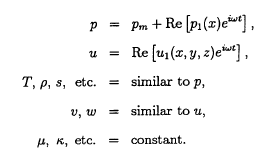 p = p_m + Re [p_1(x)e^{iωt}] ,
u = Re [u_1(x, y, z)e^{iωt}] ,
T, ρ, s, etc. = similar to p,
v, w = similar to u,
μ, κ, etc. = constant.